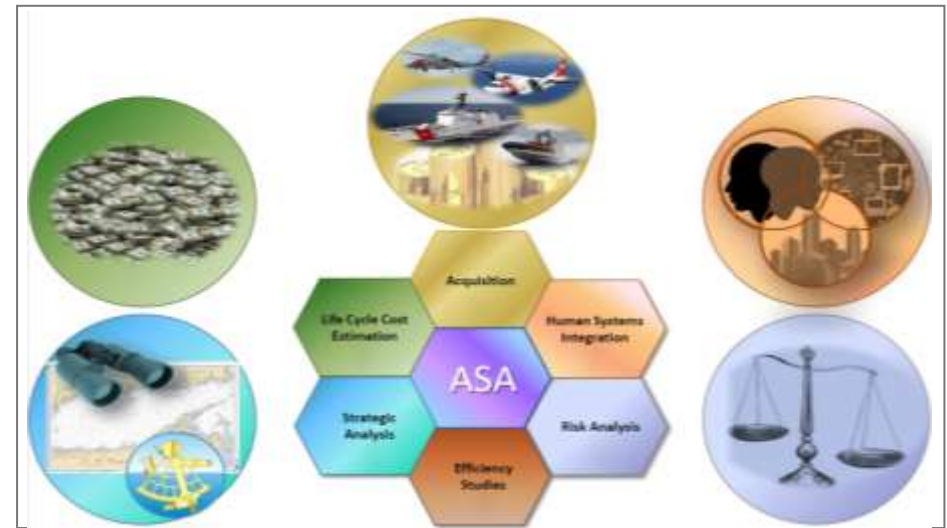 Acquisition
Life Cycle Cost
Estimation
Human Systems
Integration
ASA
Strategic
Analysis
Risk Analysis
Efficiency
Studies